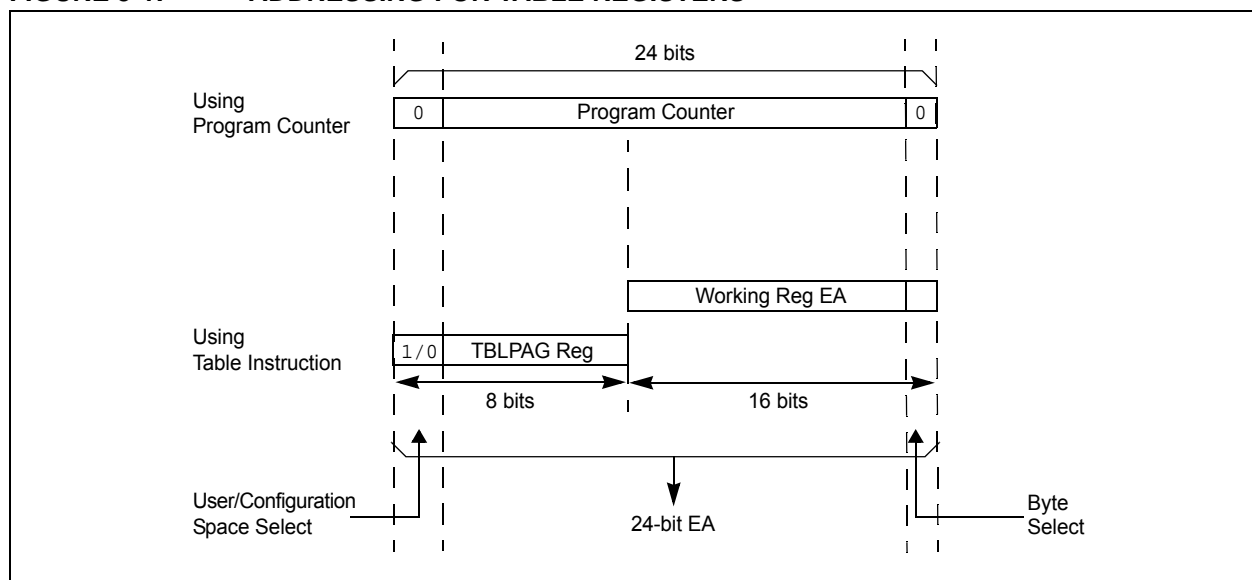 24 bits
Using
Program Counter
0
Program Counter
0
Working Reg EA
Using
Table Instruction
1/0
TBLPAG Reg
8 bits
16 bits
User/Configuration
Space Select
24-bit EA
Byte
Select